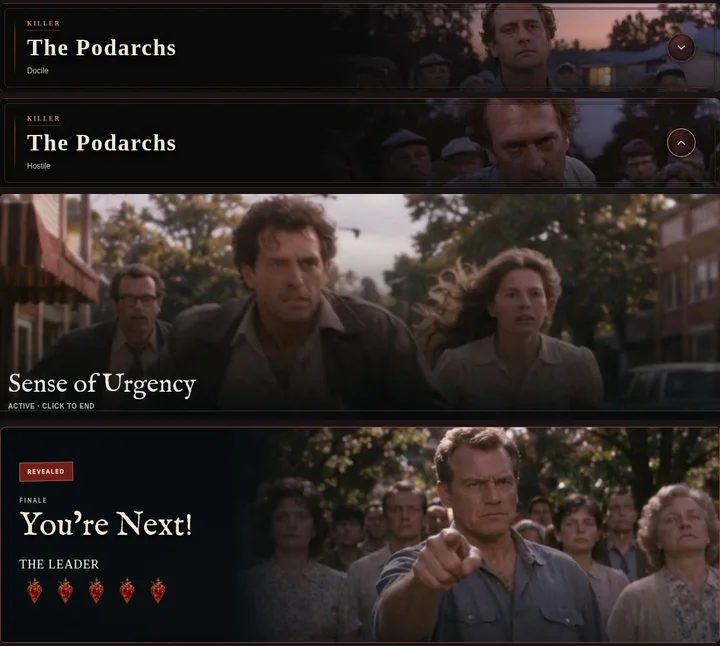 KILLER
The Podarchs
Docile
KILLER
The Podarchs
Hostile
Sense of Urgency
ACTIVE · CLICK TO END
REVEALED
FINALE
You're Next!
THE LEADER